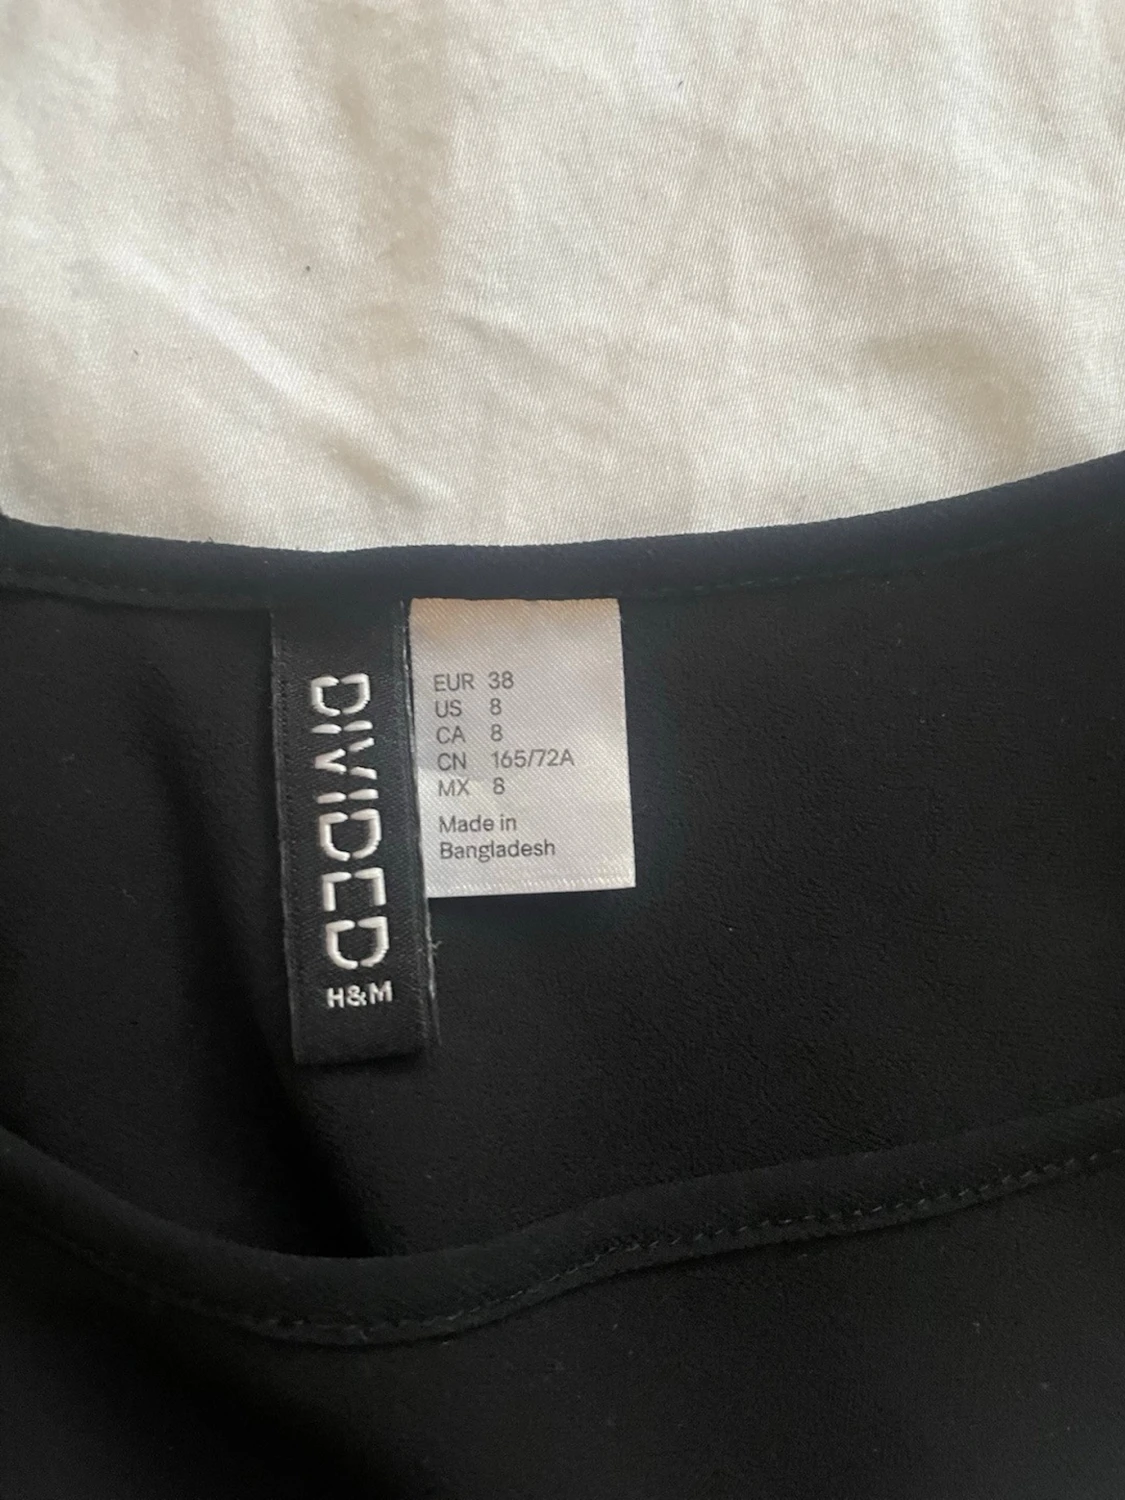 DIVIDED
H&M
EUR 38
US 8
CA 8
CN 165/72A
MX 8
Made in
Bangladesh